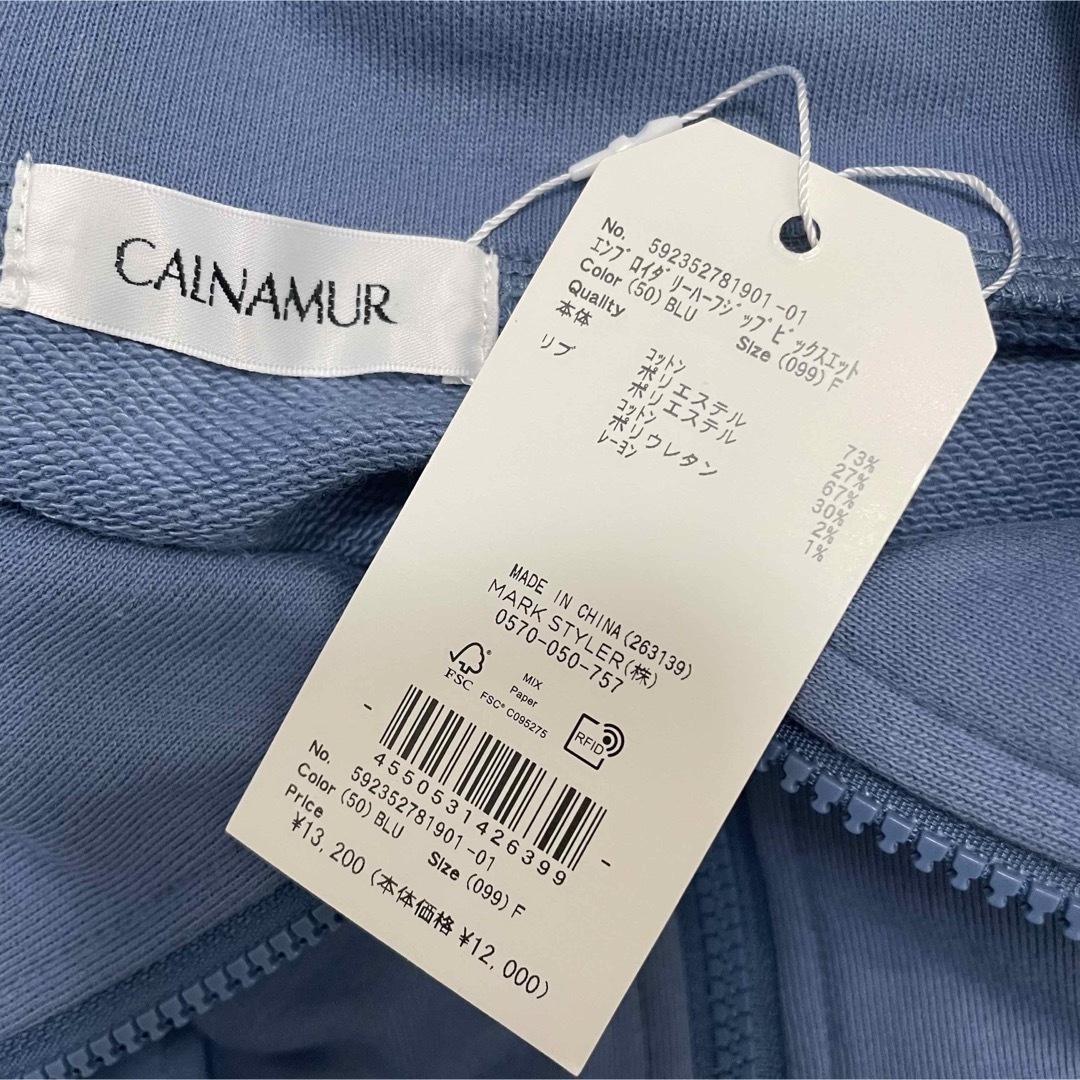 CALNAMUR
No. 592352781901-01
エンブロイダリーハーフジップビックスエット
Color (50) BLU Size (099) F
Quality
本体 コットン 73%
ポリエステル 27%
リブ ポリエステル 67%
コットン 30%
ポリウレタン 2%
レーヨン 1%
MADE IN CHINA (263139)
MARK STYLER(株)
0570-050-757
FSC
MIX
Paper
FSC® C095275
RFID
4550531426399
No. 592352781901-01
Color (50) BLU Size (099) F
Price
¥13,200 (本体価格 ¥12,000)